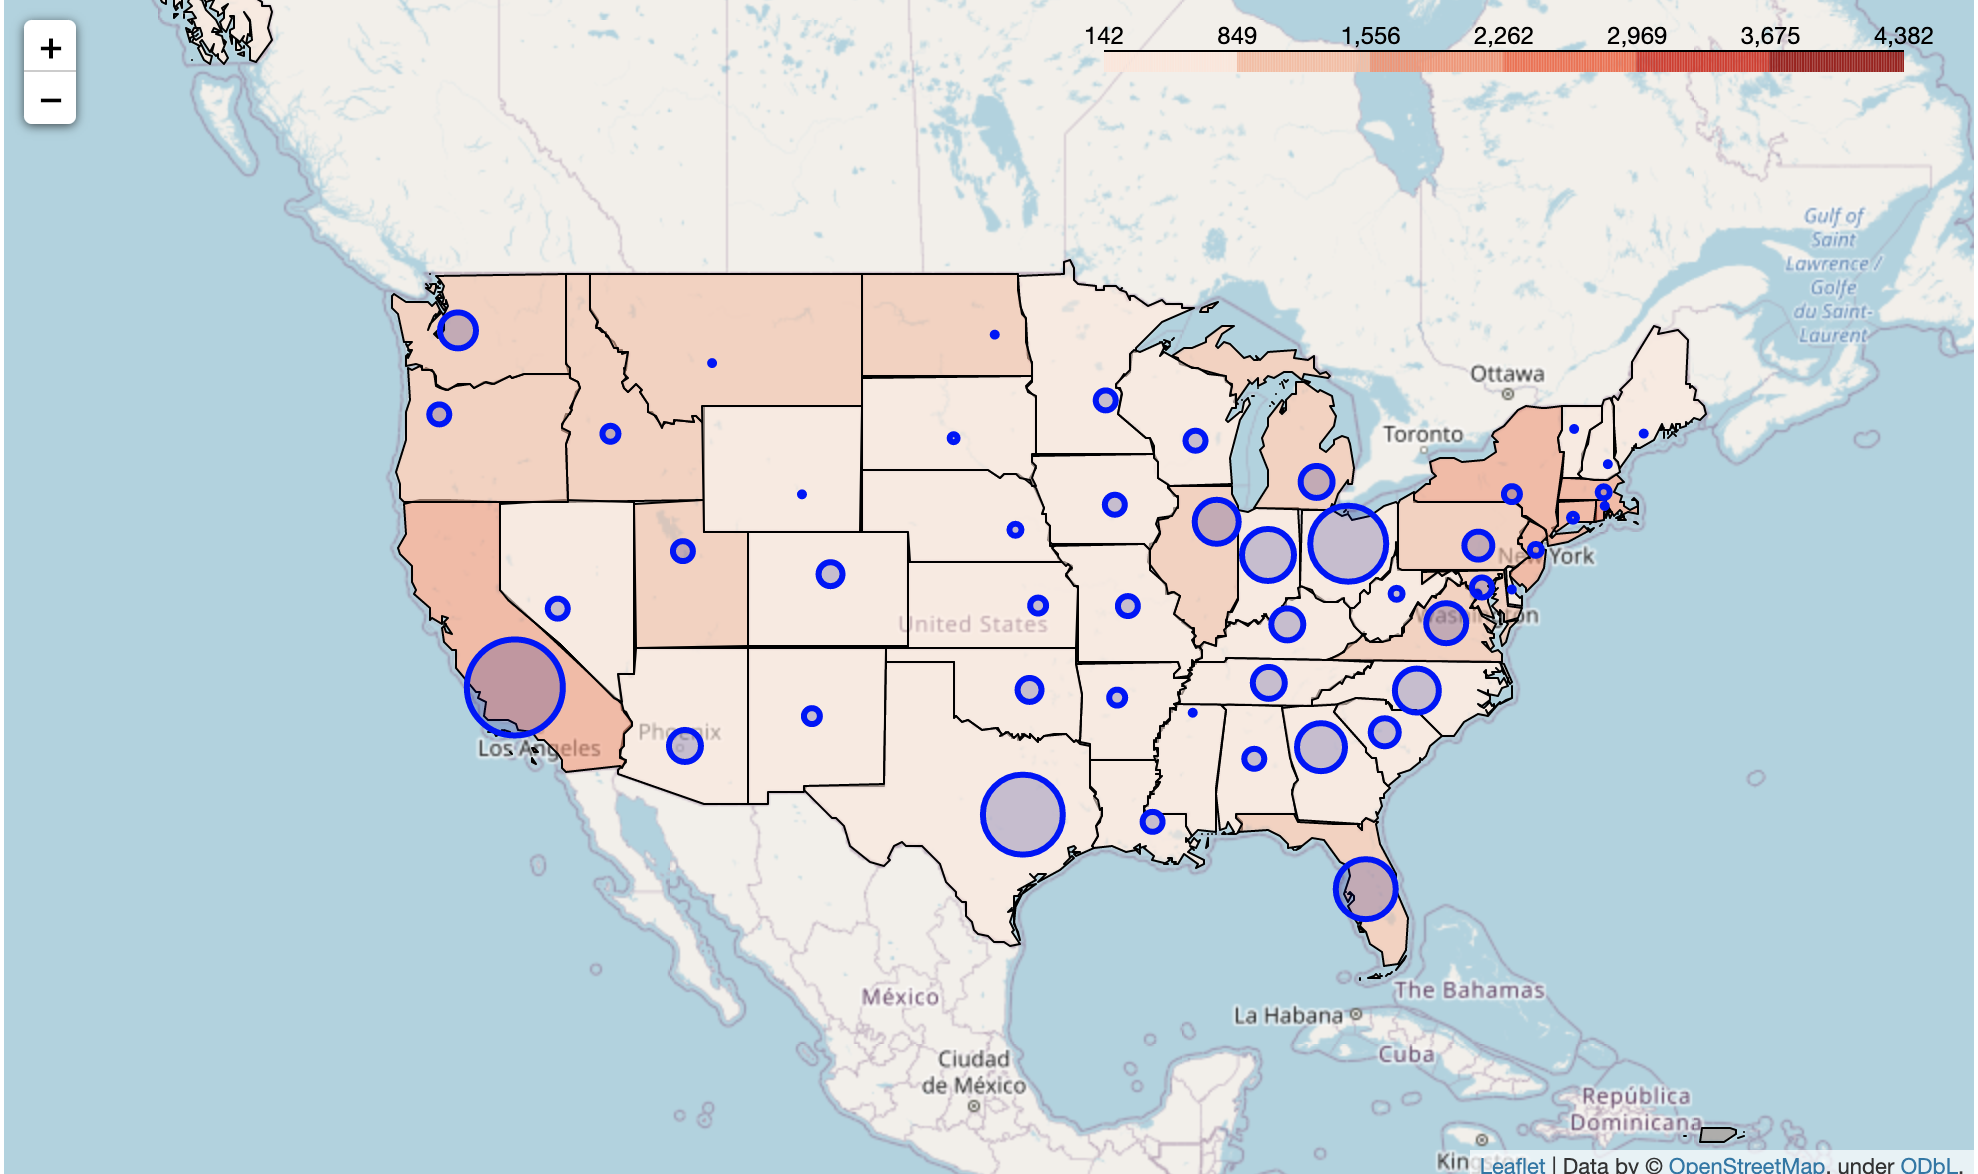 +
−
142 849 1,556 2,262 2,969 3,675 4,382
Gulf of
Saint
Lawrence /
Golfe
du Saint-
Laurent
Ottawa
Toronto
New York
Washington
United States
Phoenix
Los Angeles
México
Ciudad
de México
The Bahamas
La Habana
Cuba
República
Dominicana
Leaflet | Data by © OpenStreetMap, under ODbL.